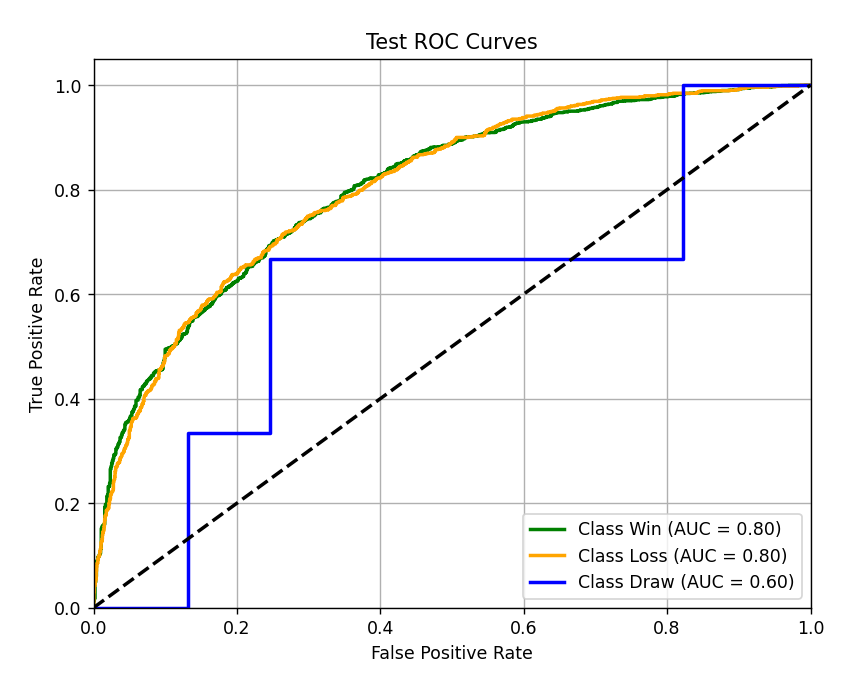 Test ROC Curves
True Positive Rate
1.0
0.8
0.6
0.4
0.2
0.0
0.0 0.2 0.4 0.6 0.8 1.0
False Positive Rate
Class Win (AUC = 0.80)
Class Loss (AUC = 0.80)
Class Draw (AUC = 0.60)